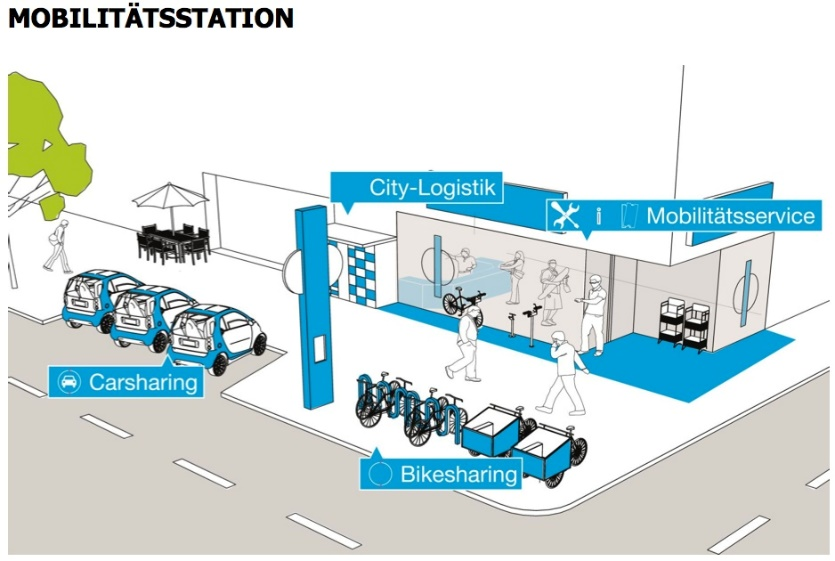 MOBILITÄTSSTATION
City-Logistik
Mobilitätsservice
Carsharing
Bikesharing